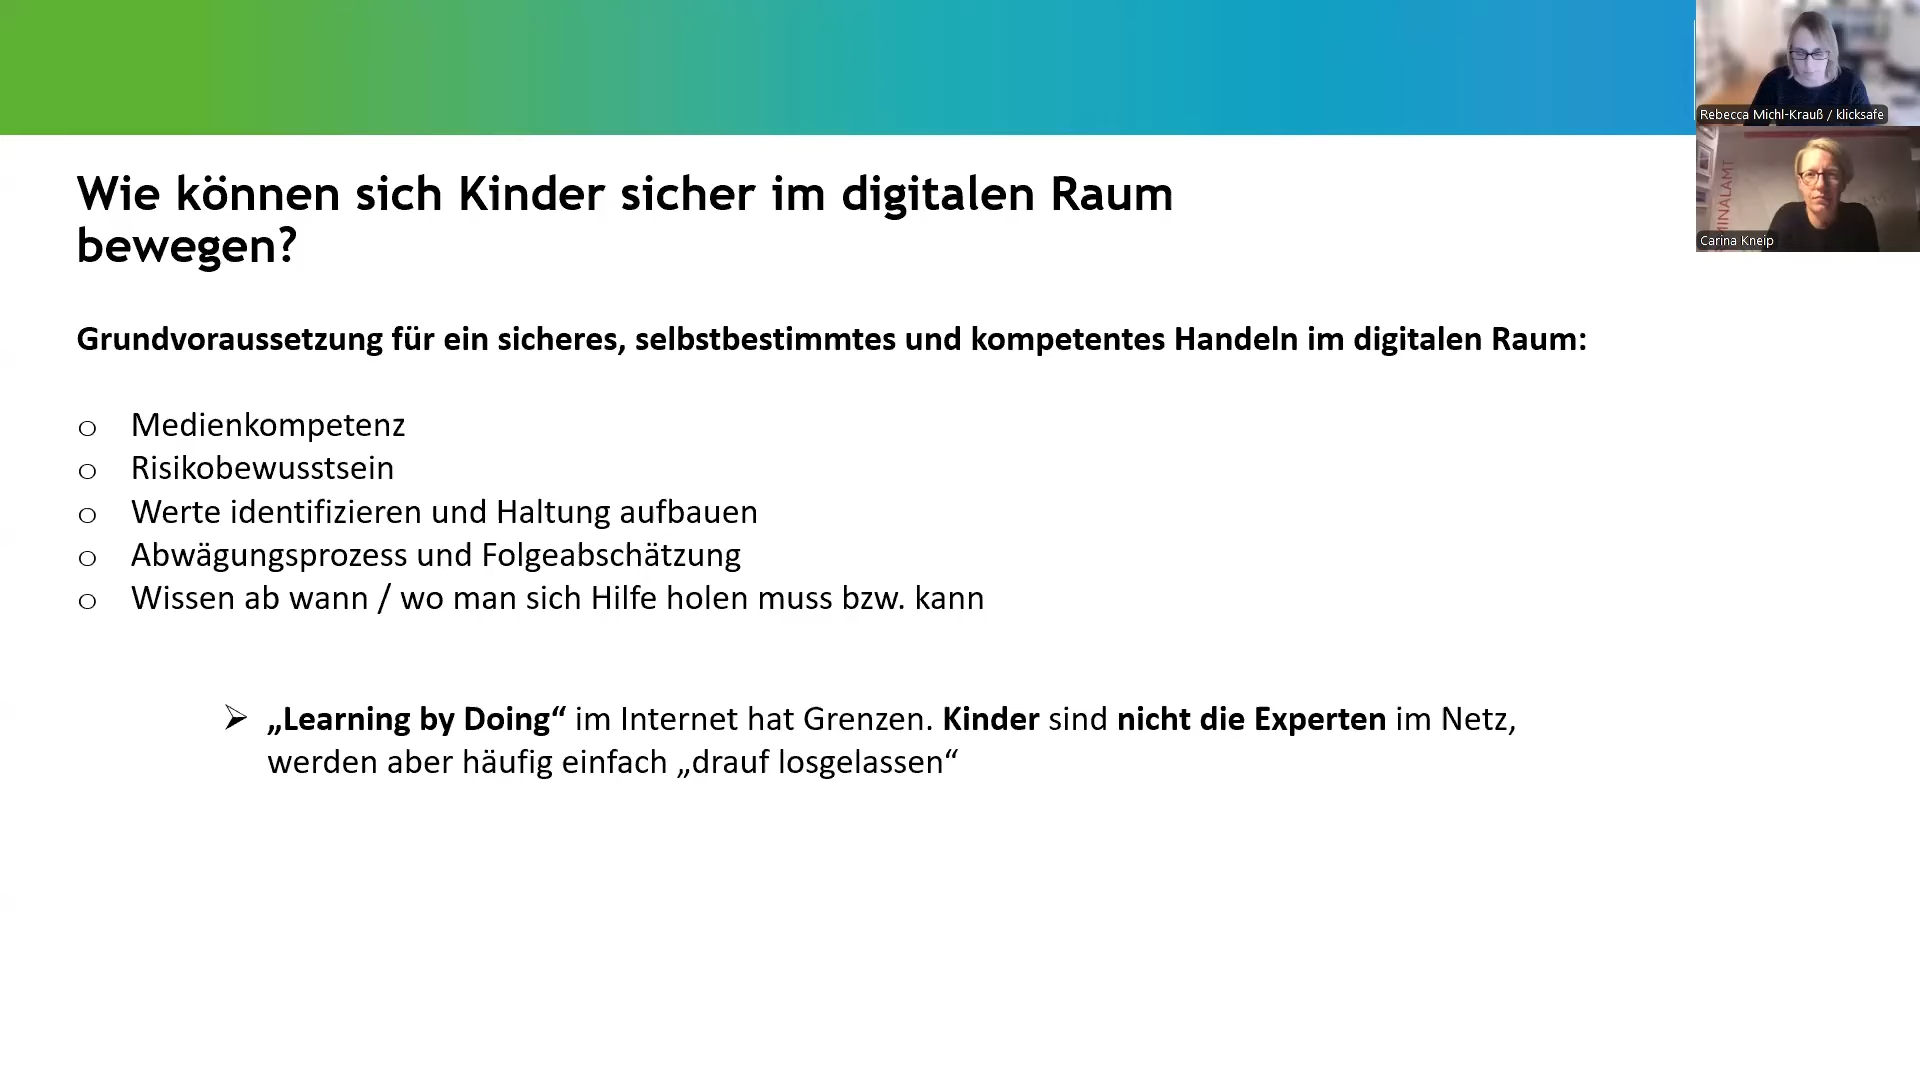 Wie können sich Kinder sicher im digitalen Raum
bewegen?
Grundvoraussetzung für ein sicheres, selbstbestimmtes und kompetentes Handeln im digitalen Raum:
o Medienkompetenz
o Risikobewusstsein
o Werte identifizieren und Haltung aufbauen
o Abwägungsprozess und Folgeabschätzung
o Wissen ab wann / wo man sich Hilfe holen muss bzw. kann
➢ „Learning by Doing“ im Internet hat Grenzen. Kinder sind nicht die Experten im Netz,
werden aber häufig einfach „drauf losgelassen“
Rebecca Michl-Krauß / klicksafe
MINALAMT
Carina Kneip